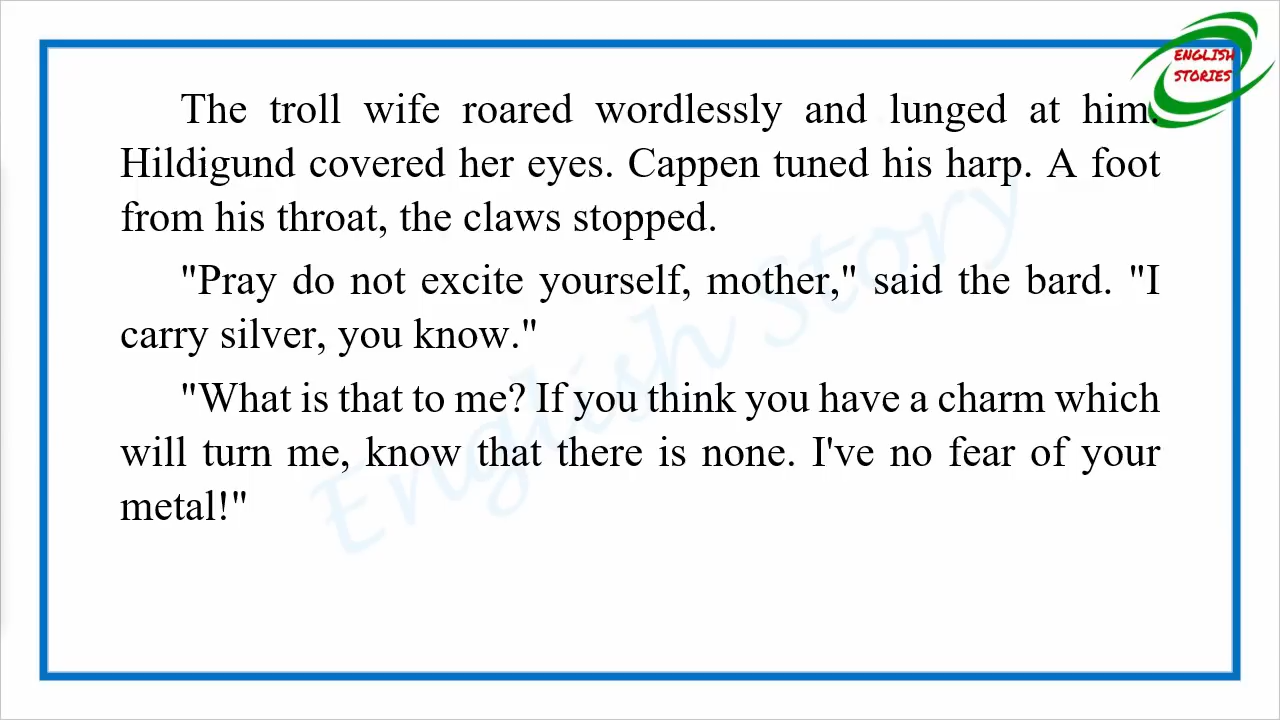 ENGLISH
STORIES
The troll wife roared wordlessly and lunged at him.
Hildigund covered her eyes. Cappen tuned his harp. A foot
from his throat, the claws stopped.
"Pray do not excite yourself, mother," said the bard. "I
carry silver, you know."
"What is that to me? If you think you have a charm which
will turn me, know that there is none. I've no fear of your
metal!"
English Story